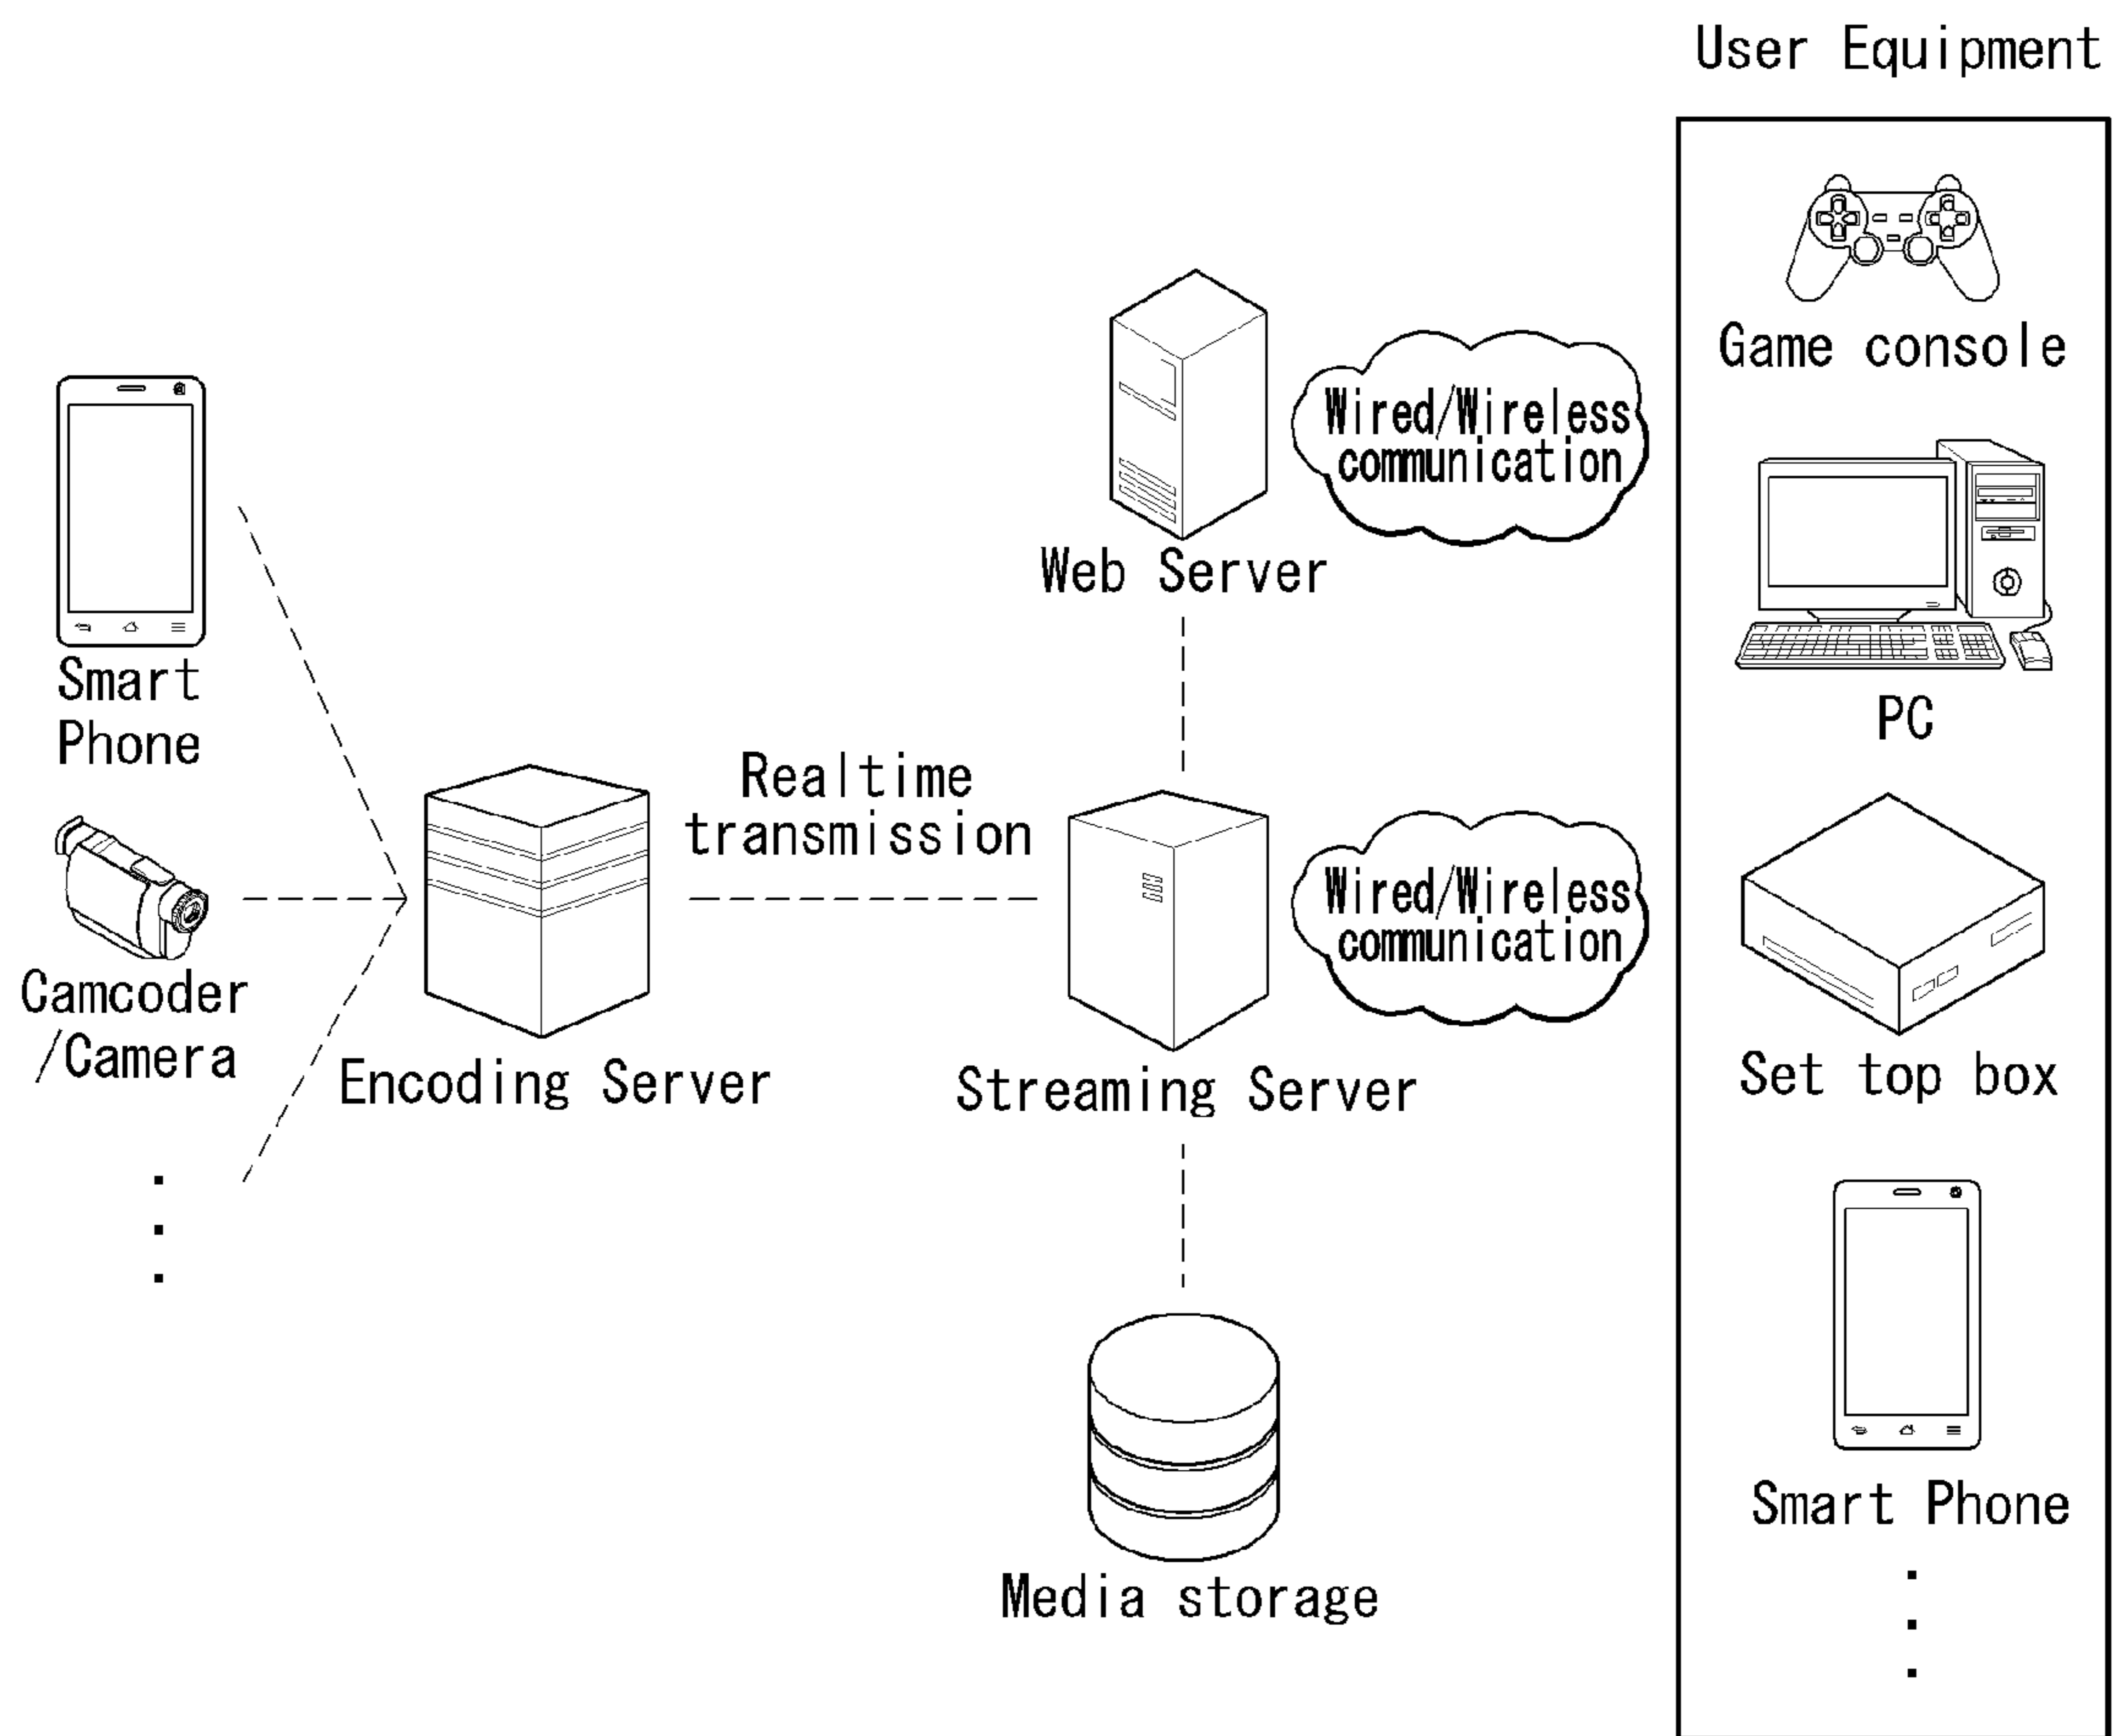 User Equipment
Game console
Wired/Wireless
communication
Web Server
Smart
Phone
PC
Realtime
transmission
Wired/Wireless
communication
Camcoder
/Camera
Encoding Server
Streaming Server
Set top box
Smart Phone
Media storage